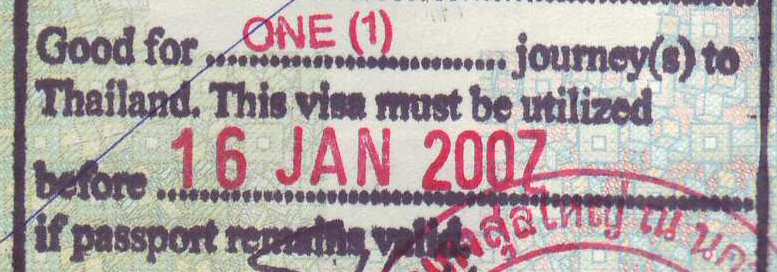 Good for ONE (1) journey(s) to
Thailand. This visa must be utilized
before 16 JAN 2007
if passport remains valid.